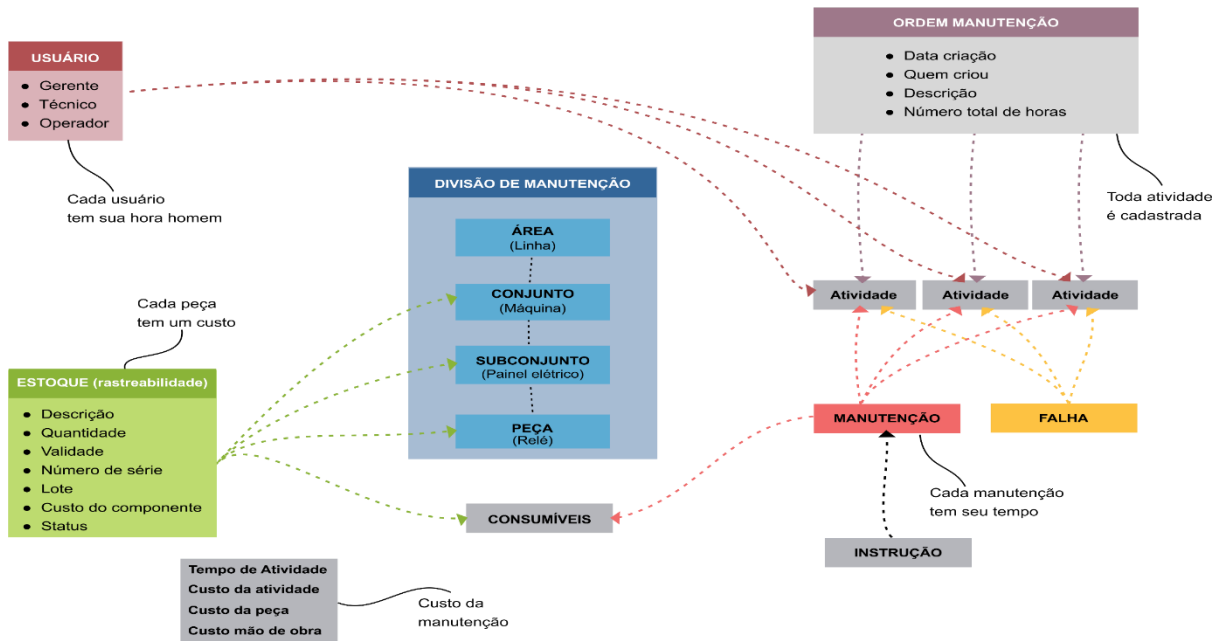 ORDEM MANUTENÇÃO
Data criação
Quem criou
Descrição
Número total de horas
USUÁRIO
Gerente
Técnico
Operador
Cada usuário
tem sua hora homem
DIVISÃO DE MANUTENÇÃO
ÁREA
(Linha)
CONJUNTO
(Máquina)
SUBCONJUNTO
(Painel elétrico)
PEÇA
(Relé)
Toda atividade
é cadastrada
Atividade
Atividade
Atividade
Cada peça
tem um custo
ESTOQUE (rastreabilidade)
Descrição
Quantidade
Validade
Número de série
Lote
Custo do componente
Status
MANUTENÇÃO
FALHA
Cada manutenção
tem seu tempo
CONSUMÍVEIS
INSTRUÇÃO
Tempo de Atividade
Custo da atividade
Custo da peça
Custo mão de obra
Custo da
manutenção